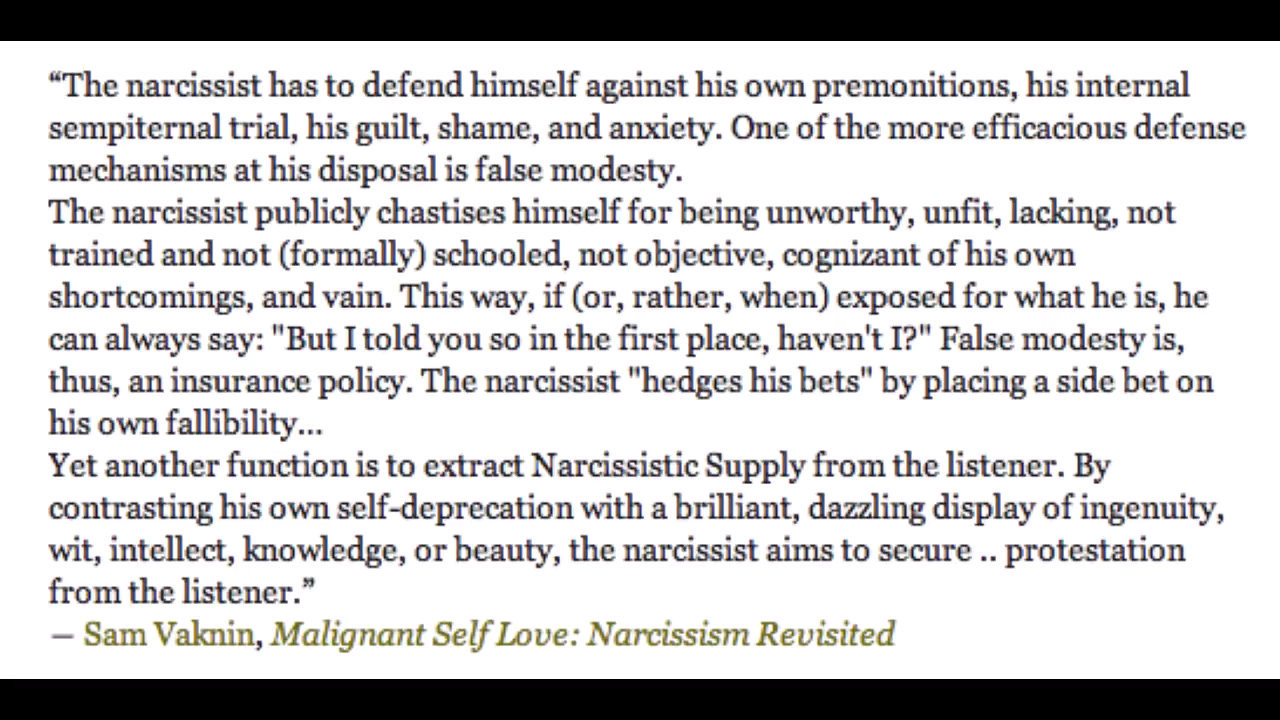 “The narcissist has to defend himself against his own premonitions, his internal
sempiternal trial, his guilt, shame, and anxiety. One of the more efficacious defense
mechanisms at his disposal is false modesty.
The narcissist publicly chastises himself for being unworthy, unfit, lacking, not
trained and not (formally) schooled, not objective, cognizant of his own
shortcomings, and vain. This way, if (or, rather, when) exposed for what he is, he
can always say: "But I told you so in the first place, haven't I?" False modesty is,
thus, an insurance policy. The narcissist "hedges his bets" by placing a side bet on
his own fallibility...
Yet another function is to extract Narcissistic Supply from the listener. By
contrasting his own self-deprecation with a brilliant, dazzling display of ingenuity,
wit, intellect, knowledge, or beauty, the narcissist aims to secure .. protestation
from the listener.”
― Sam Vaknin, Malignant Self Love: Narcissism Revisited